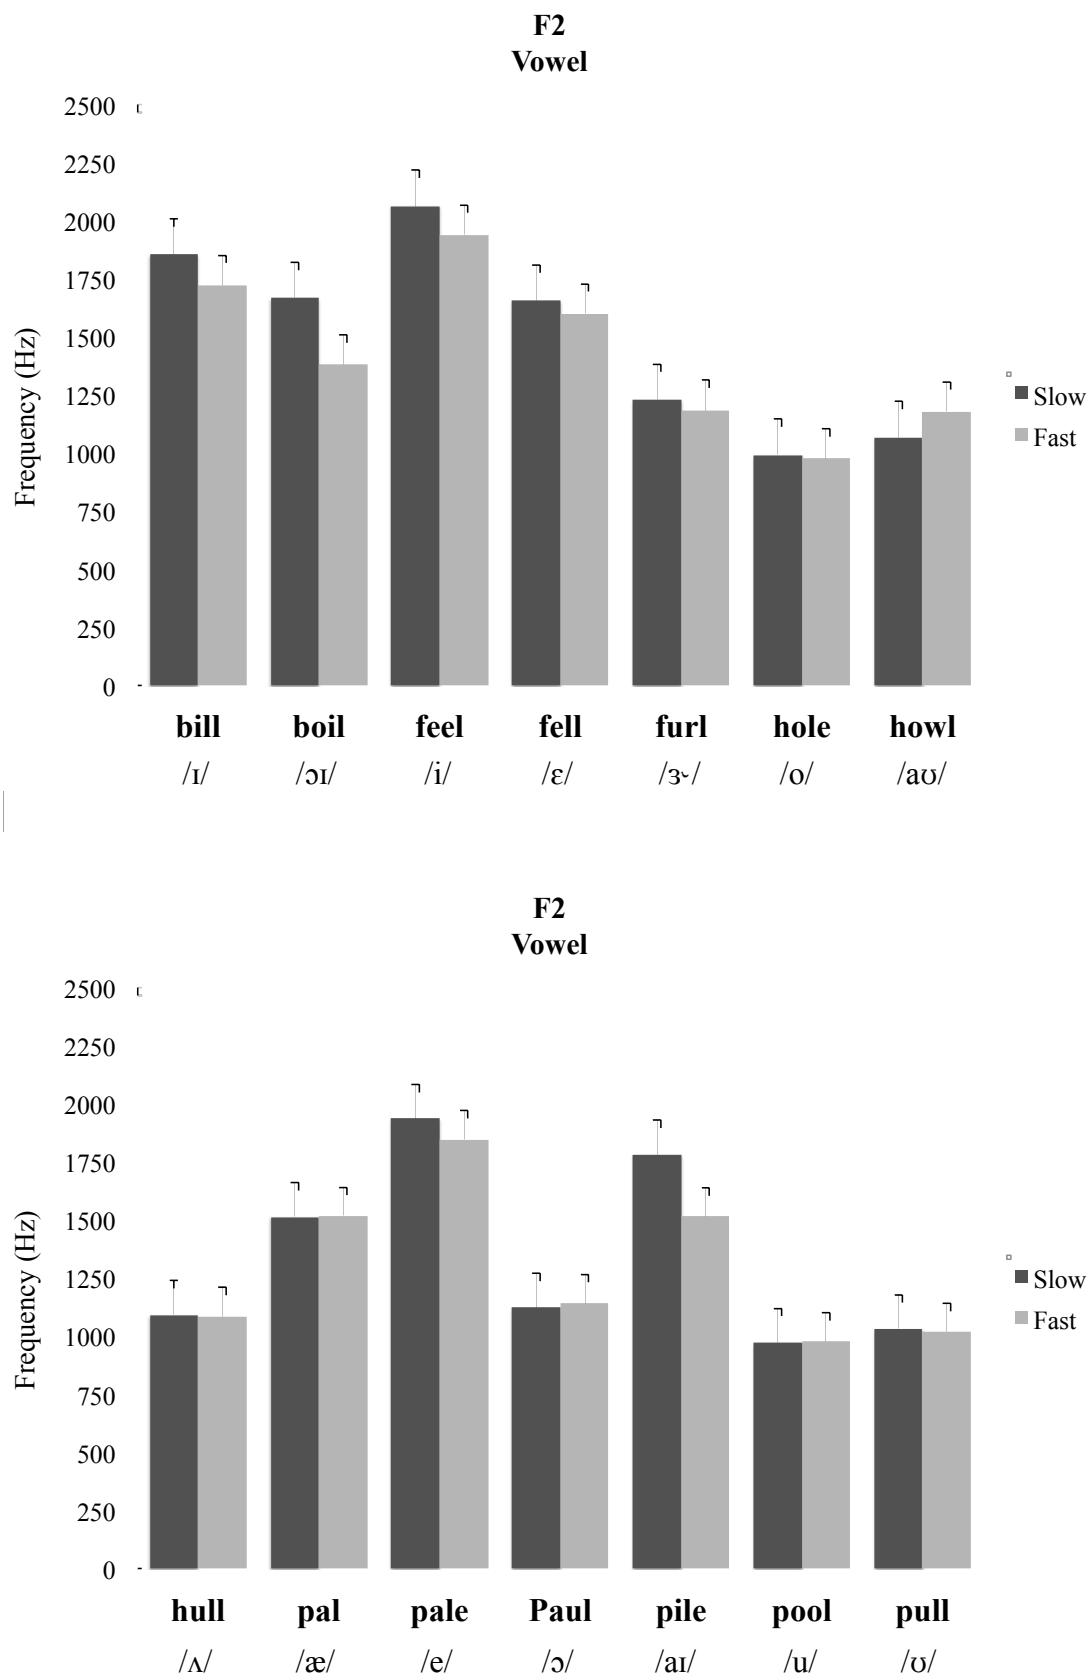 F2
Vowel
2500
2250
2000
1750
1500
1250
1000
750
500
250
0
Frequency (Hz)
Slow
Fast
bill boil feel fell furl hole howl
/ɪ/ /ɔɪ/ /i/ /ɛ/ /ɝ/ /o/ /aʊ/
F2
Vowel
2500
2250
2000
1750
1500
1250
1000
750
500
250
0
Frequency (Hz)
Slow
Fast
hull pal pale Paul pile pool pull
/ʌ/ /æ/ /e/ /ɔ/ /aɪ/ /u/ /ʊ/